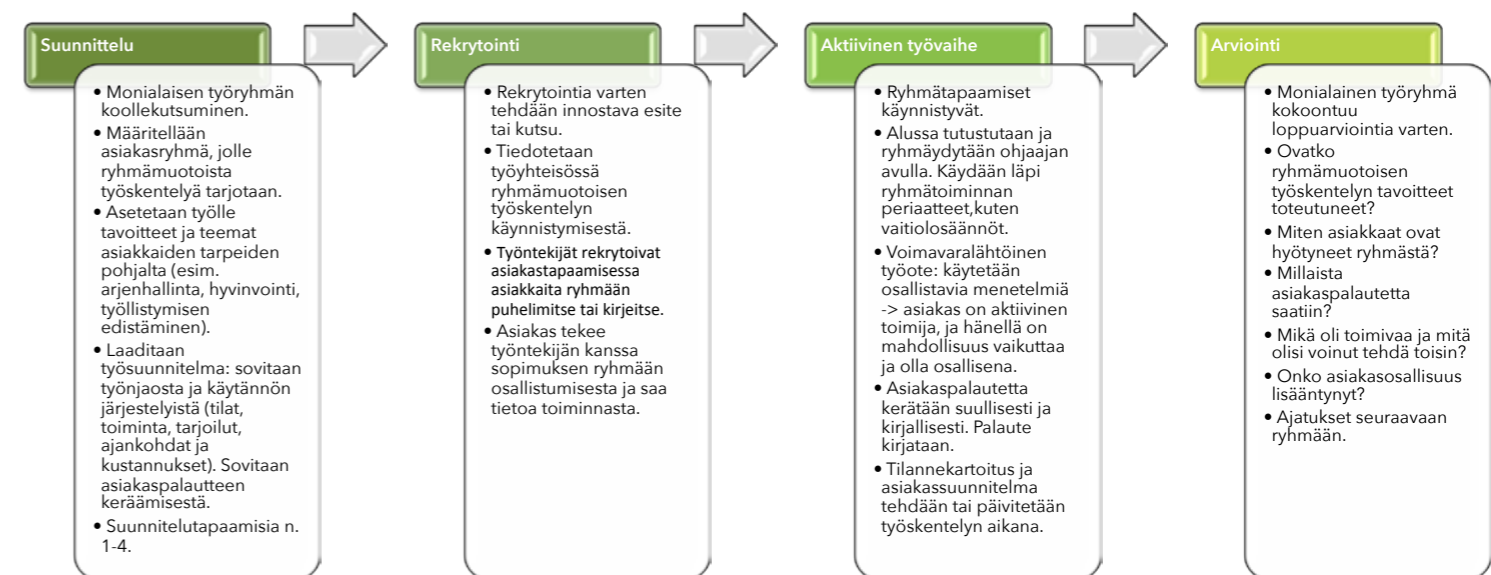 Suunnittelu
• Monialaisen työryhmän
koollekutsuminen.
• Määritellään
asiakasryhmä, jolle
ryhmämuotoista
työskentelyä tarjotaan.
• Asetetaan työlle
tavoitteet ja teemat
asiakkaiden tarpeiden
pohjalta (esim.
arjenhallinta, hyvinvointi,
työllistymisen
edistäminen).
• Laaditaan
työsuunnitelma: sovitaan
työnjaosta ja käytännön
järjestelyistä (tilat,
toiminta, tarjoilut,
ajankohdat ja
kustannukset). Sovitaan
asiakaspalautteen
keräämisestä.
• Suunnitelutapaamisia n.
1-4.
Rekrytointi
• Rekrytointia varten
tehdään innostava esite
tai kutsu.
• Tiedotetaan
työyhteisössä
ryhmämuotoisen
työskentelyn
käynnistymisestä.
• Työntekijät rekrytoivat
asiakastapaamisessa
asiakkaita ryhmään
puhelimitse tai kirjeitse.
• Asiakas tekee
työntekijän kanssa
sopimuksen ryhmään
osallistumisesta ja saa
tietoa toiminnasta.
Aktiivinen työvaihe
• Ryhmätapaamiset
käynnistyvät.
• Alussa tutustutaan ja
ryhmäydytään ohjaajan
avulla. Käydään läpi
ryhmätoiminnan
periaatteet,kuten
vaitiolosäännöt.
• Voimavaralähtöinen
työote: käytetään
osallistavia menetelmiä
-> asiakas on aktiivinen
toimija, ja hänellä on
mahdollisuus vaikuttaa
ja olla osallisena.
• Asiakaspalautetta
kerätään suullisesti ja
kirjallisesti. Palaute
kirjataan.
• Tilannekartoitus ja
asiakassuunnitelma
tehdään tai päivitetään
työskentelyn aikana.
Arviointi
• Monialainen työryhmä
kokoontuu
loppuarviointia varten.
• Ovatko
ryhmämuotoisen
työskentelyn tavoitteet
toteutuneet?
• Miten asiakkaat ovat
hyötyneet ryhmästä?
• Millaista
asiakaspalautetta
saatiin?
• Mikä oli toimivaa ja mitä
olisi voinut tehdä toisin?
• Onko asiakasosallisuus
lisääntynyt?
• Ajatukset seuraavaan
ryhmään.